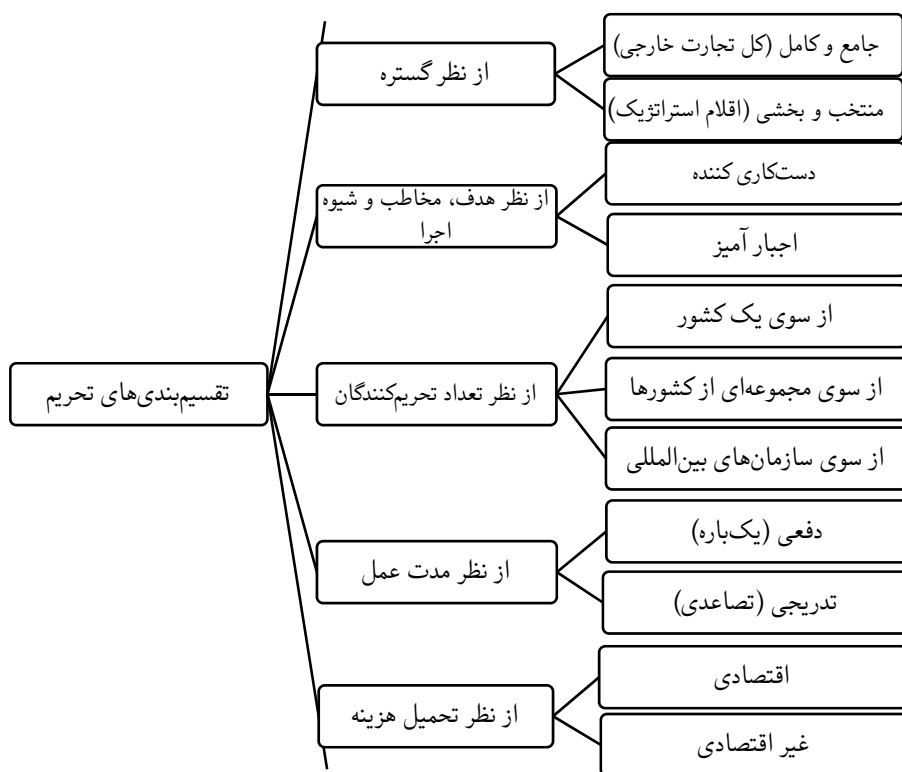 تقسیم‌بندی‌های تحریم
از نظر گستره
جامع و کامل (کل تجارت خارجی)
منتخب و بخشی (اقلام استراتژیک)
از نظر هدف، مخاطب و شیوه
اجرا
دست‌کاری کننده
اجبار آمیز
از نظر تعداد تحریم‌کنندگان
از سوی یک کشور
از سوی مجموعه‌ای از کشورها
از سوی سازمان‌های بین‌المللی
از نظر مدت عمل
دفعی (یک‌باره)
تدریجی (تصاعدی)
از نظر تحمیل هزینه
اقتصادی
غیر اقتصادی